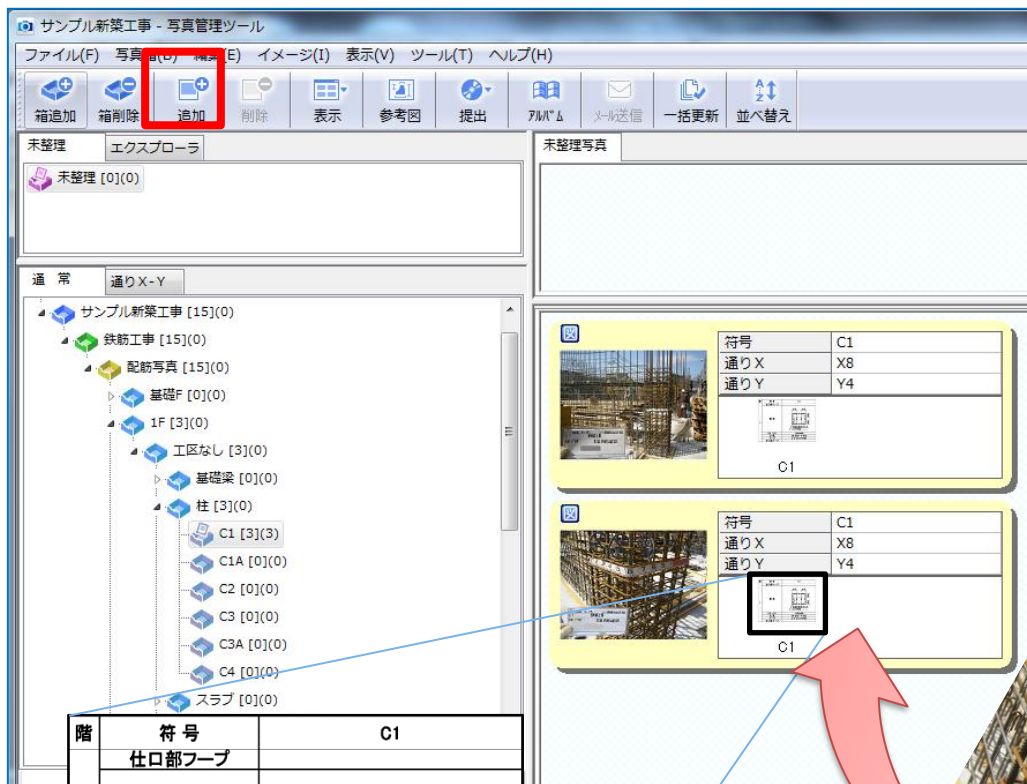 サンプル新築工事 - 写真管理ツール
ファイル(F) 写真 (B) 編集(E) イメージ(I) 表示(V) ツール(T) ヘルプ(H)
箱追加 箱削除 追加 削除 表示 参考図 提出 ｱﾙﾊﾞﾑ ﾒｰﾙ送信 一括更新 並べ替え
未整理 エクスプローラ
未整理 [0](0)
未整理写真
通 常 通りX-Y
サンプル新築工事 [15](0)
鉄筋工事 [15](0)
配筋写真 [15](0)
基礎F [0](0)
1F [3](0)
工区なし [3](0)
基礎梁 [0](0)
柱 [3](0)
C1 [3](3)
C1A [0](0)
C2 [0](0)
C3 [0](0)
C3A [0](0)
C4 [0](0)
スラブ [0](0)
図
符号 C1
通りX X8
通りY Y4
C1
図
符号 C1
通りX X8
通りY Y4
C1
階 符 号 C1
仕口部フープ